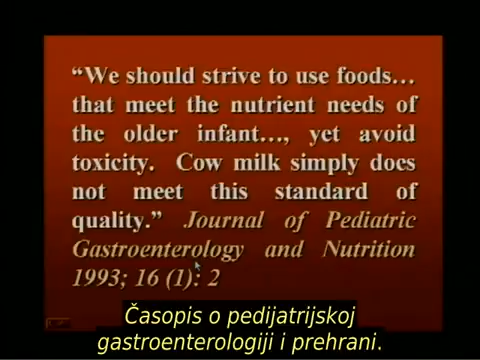 “We should strive to use foods…
that meet the nutrient needs of
the older infant…, yet avoid
toxicity. Cow milk simply does
not meet this standard of
quality.” Journal of Pediatric
Gastroenterology and Nutrition
1993; 16 (1): 2
Časopis o pedijatrijskoj
gastroenterologiji i prehrani.